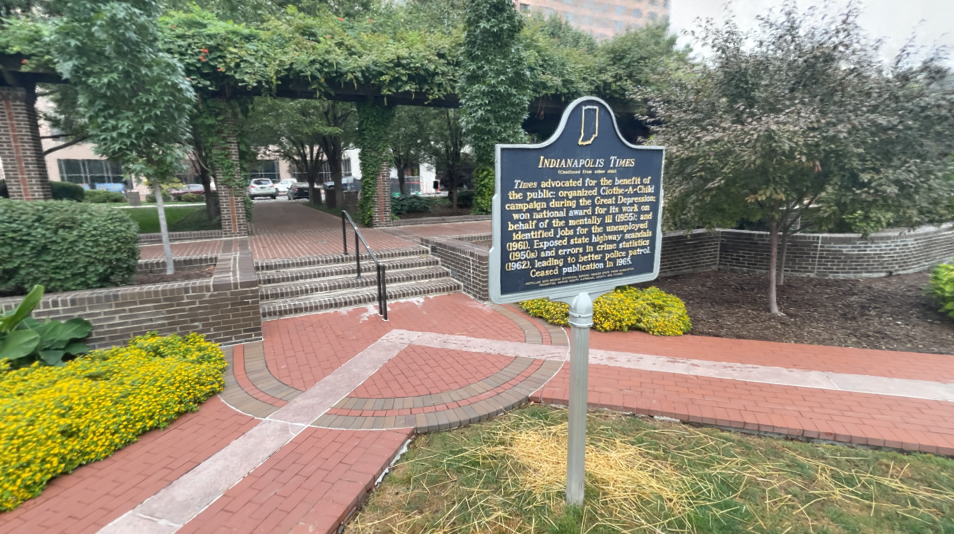 INDIANAPOLIS TIMES
(Continued from other side)
Times advocated for the benefit of
the public: organized Clothe-A-Child
campaign during the Great Depression;
won national award for its work on
behalf of the mentally ill (1955); and
identified jobs for the unemployed
(1961). Exposed state highway scandals
(1950s) and errors in crime statistics
(1962), leading to better police patrol.
Ceased publication in 1965.